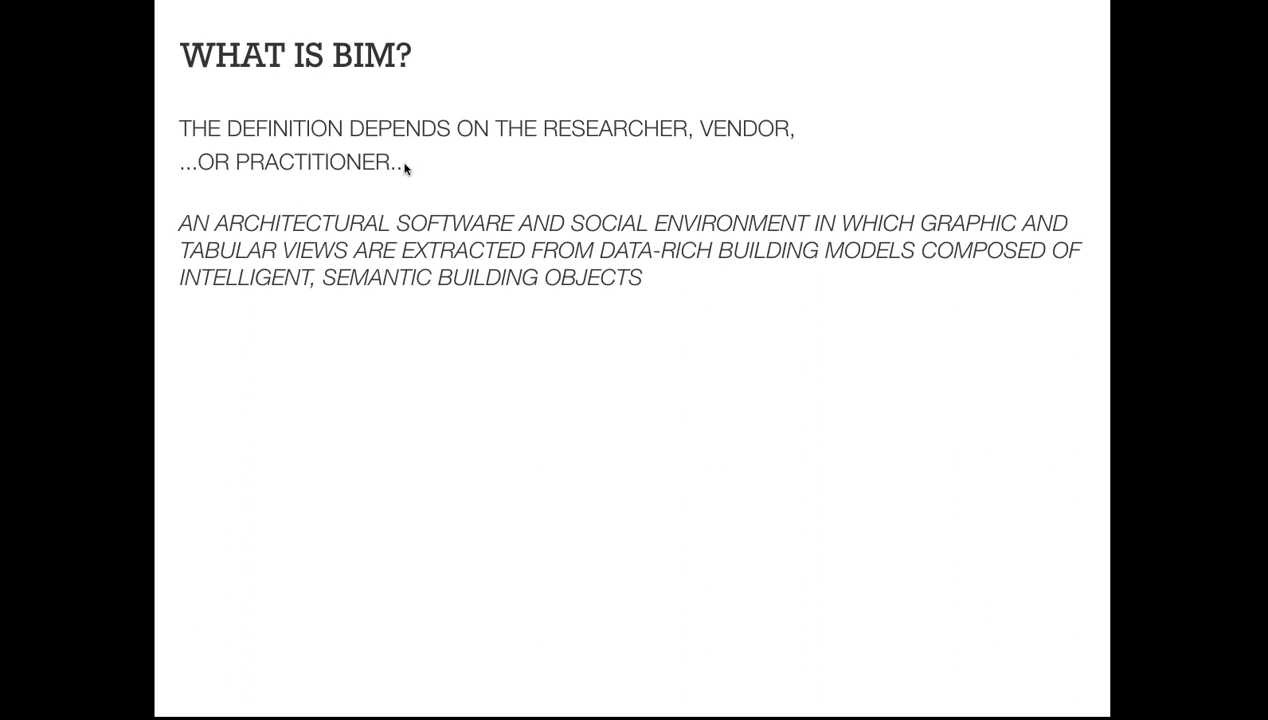 WHAT IS BIM?
THE DEFINITION DEPENDS ON THE RESEARCHER, VENDOR,
...OR PRACTITIONER...
AN ARCHITECTURAL SOFTWARE AND SOCIAL ENVIRONMENT IN WHICH GRAPHIC AND
TABULAR VIEWS ARE EXTRACTED FROM DATA-RICH BUILDING MODELS COMPOSED OF
INTELLIGENT, SEMANTIC BUILDING OBJECTS